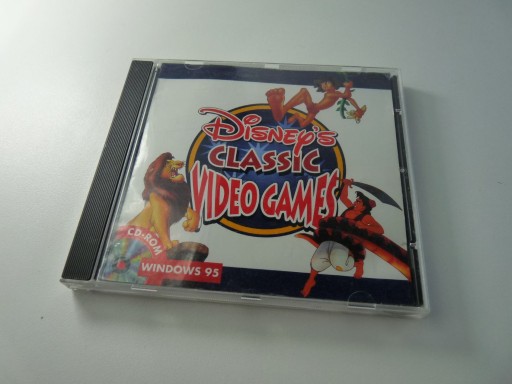 Disney's
CLASSIC
VIDEO GAMES
CD-ROM
WINDOWS 95